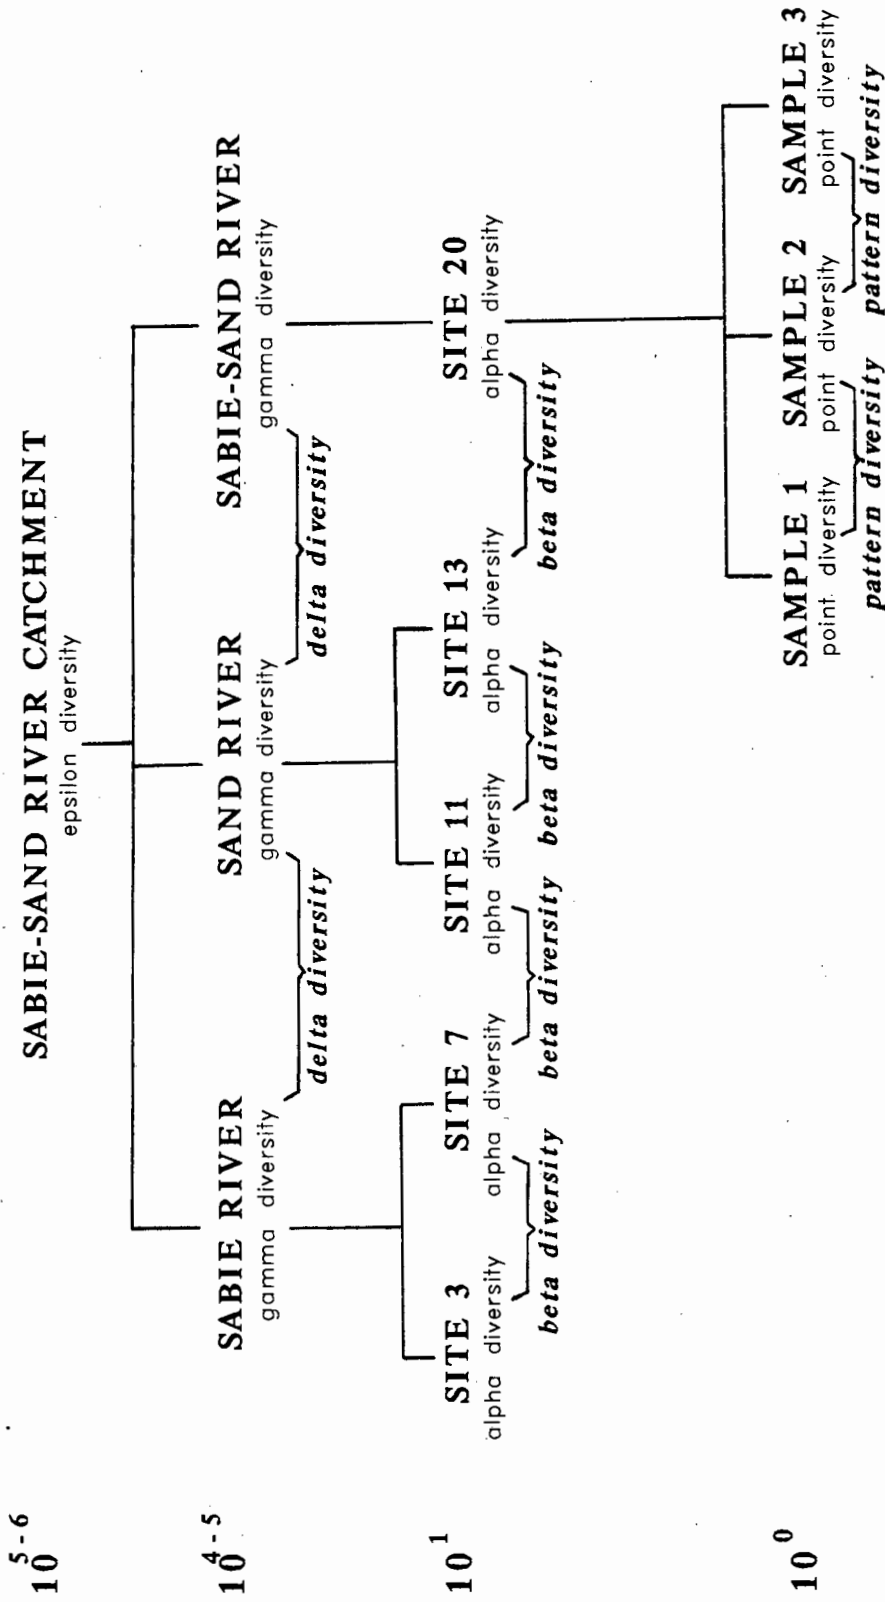 10^5-6
SABIE-SAND RIVER CATCHMENT
epsilon diversity
10^4-5
SABIE RIVER
SAND RIVER
SABIE-SAND RIVER
gamma diversity
gamma diversity
gamma diversity
delta diversity
delta diversity
10^1
SITE 3
SITE 7
SITE 11
SITE 13
SITE 20
alpha diversity
alpha diversity
alpha diversity
alpha diversity
alpha diversity
beta diversity
beta diversity
beta diversity
beta diversity
10^0
SAMPLE 1
SAMPLE 2
SAMPLE 3
point diversity
point diversity
point diversity
pattern diversity
pattern diversity